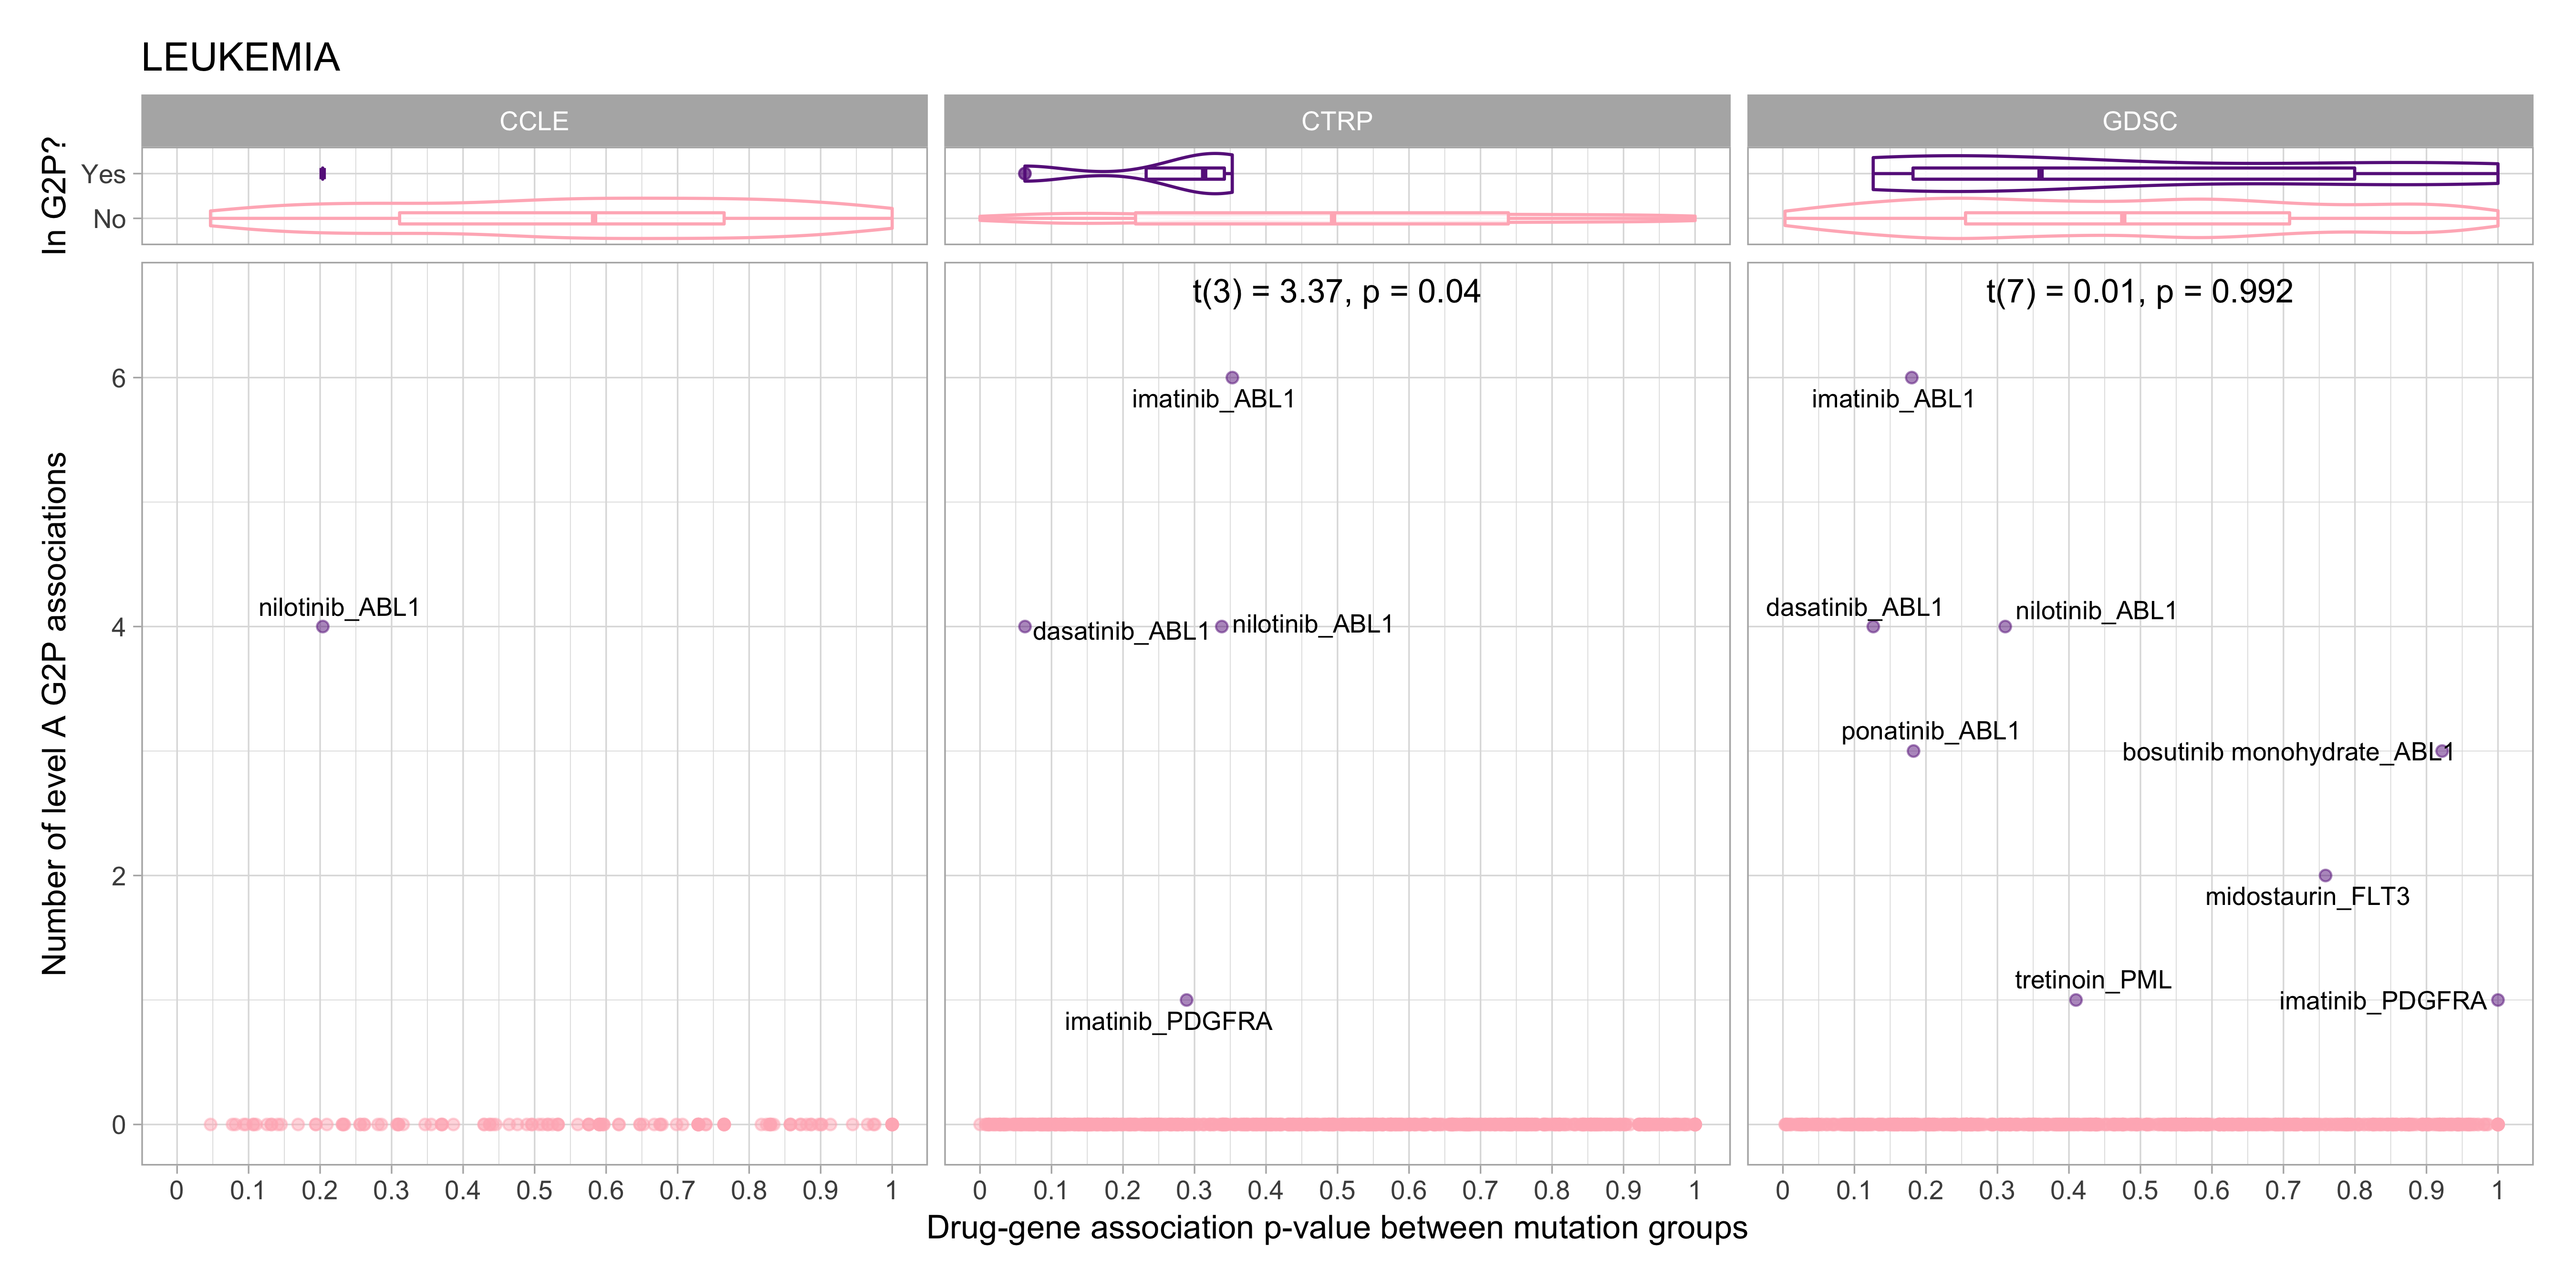 LEUKEMIA
CCLE
CTRP
GDSC
In G2P?
Yes
No
Number of level A G2P associations
6
4
2
0
nilotinib_ABL1
t(3) = 3.37, p = 0.04
imatinib_ABL1
dasatinib_ABL1
nilotinib_ABL1
imatinib_PDGFRA
t(7) = 0.01, p = 0.992
imatinib_ABL1
dasatinib_ABL1
nilotinib_ABL1
ponatinib_ABL1
bosutinib monohydrate_ABL1
midostaurin_FLT3
tretinoin_PML
imatinib_PDGFRA
0 0.1 0.2 0.3 0.4 0.5 0.6 0.7 0.8 0.9 1
0 0.1 0.2 0.3 0.4 0.5 0.6 0.7 0.8 0.9 1
0 0.1 0.2 0.3 0.4 0.5 0.6 0.7 0.8 0.9 1
Drug-gene association p-value between mutation groups